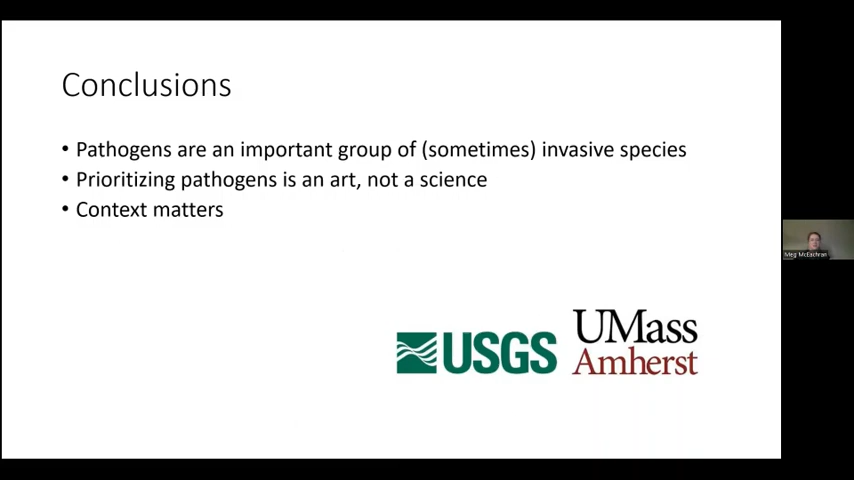 Conclusions
• Pathogens are an important group of (sometimes) invasive species
• Prioritizing pathogens is an art, not a science
• Context matters
USGS
UMass
Amherst
Meg McEachran